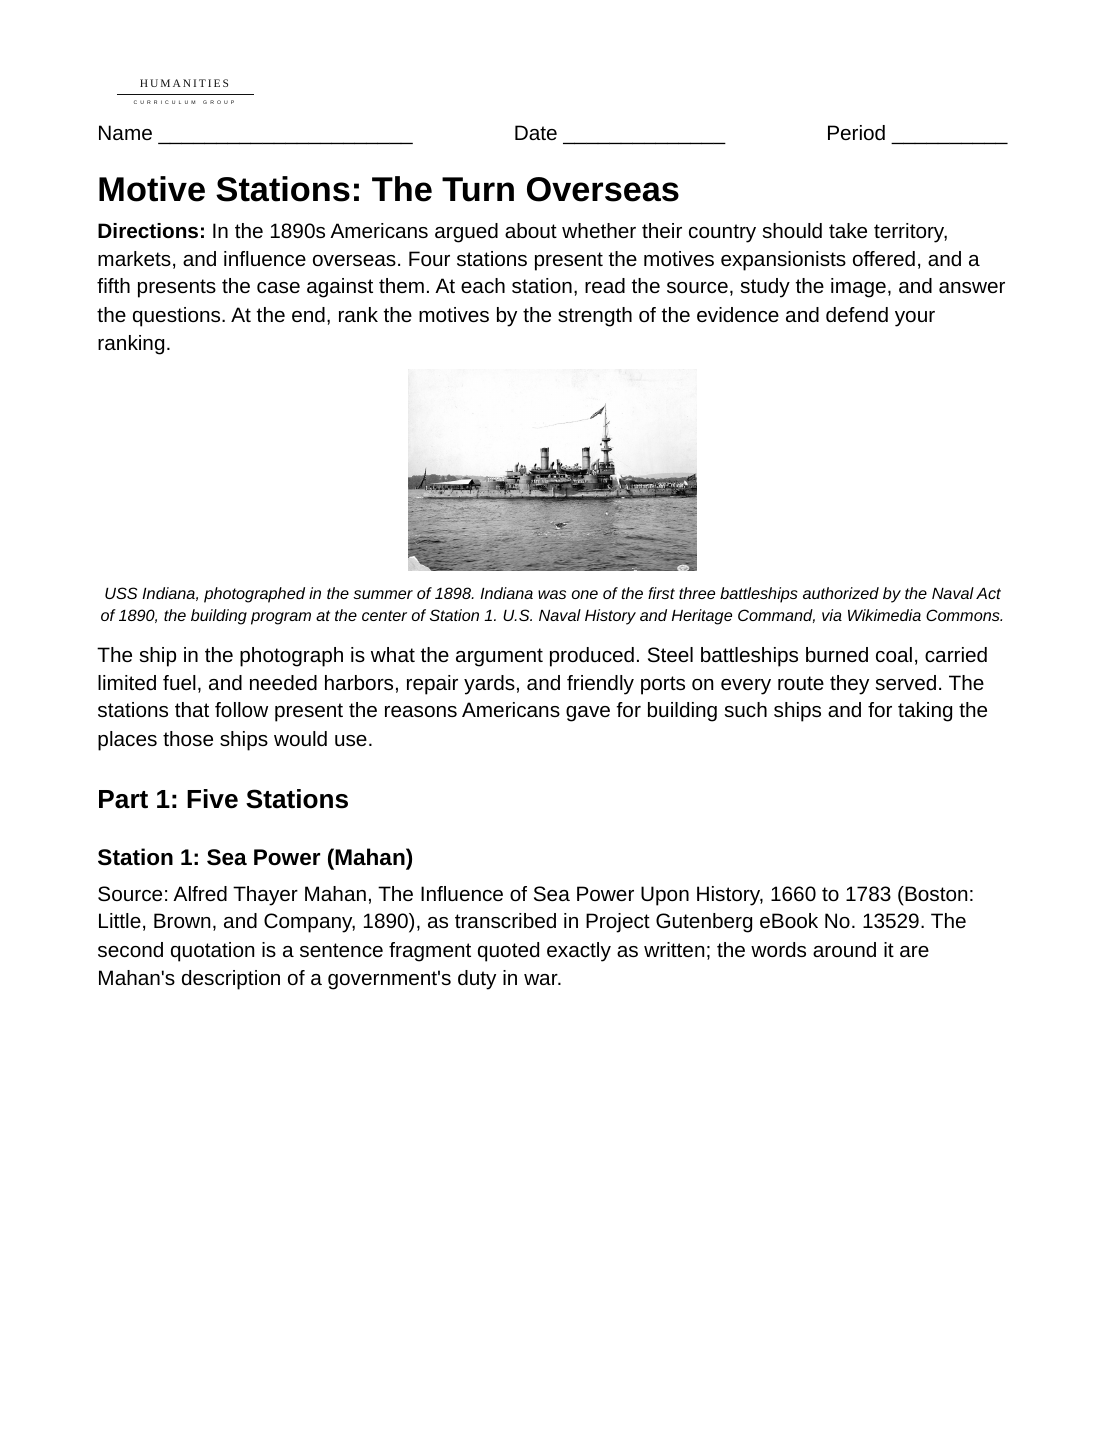 HUMANITIES
CURRICULUM GROUP
Name ______________________ Date ______________ Period __________
Motive Stations: The Turn Overseas
Directions: In the 1890s Americans argued about whether their country should take territory,
markets, and influence overseas. Four stations present the motives expansionists offered, and a
fifth presents the case against them. At each station, read the source, study the image, and answer
the questions. At the end, rank the motives by the strength of the evidence and defend your
ranking.
USS Indiana, photographed in the summer of 1898. Indiana was one of the first three battleships authorized by the Naval Act
of 1890, the building program at the center of Station 1. U.S. Naval History and Heritage Command, via Wikimedia Commons.
The ship in the photograph is what the argument produced. Steel battleships burned coal, carried
limited fuel, and needed harbors, repair yards, and friendly ports on every route they served. The
stations that follow present the reasons Americans gave for building such ships and for taking the
places those ships would use.
Part 1: Five Stations
Station 1: Sea Power (Mahan)
Source: Alfred Thayer Mahan, The Influence of Sea Power Upon History, 1660 to 1783 (Boston:
Little, Brown, and Company, 1890), as transcribed in Project Gutenberg eBook No. 13529. The
second quotation is a sentence fragment quoted exactly as written; the words around it are
Mahan's description of a government's duty in war.